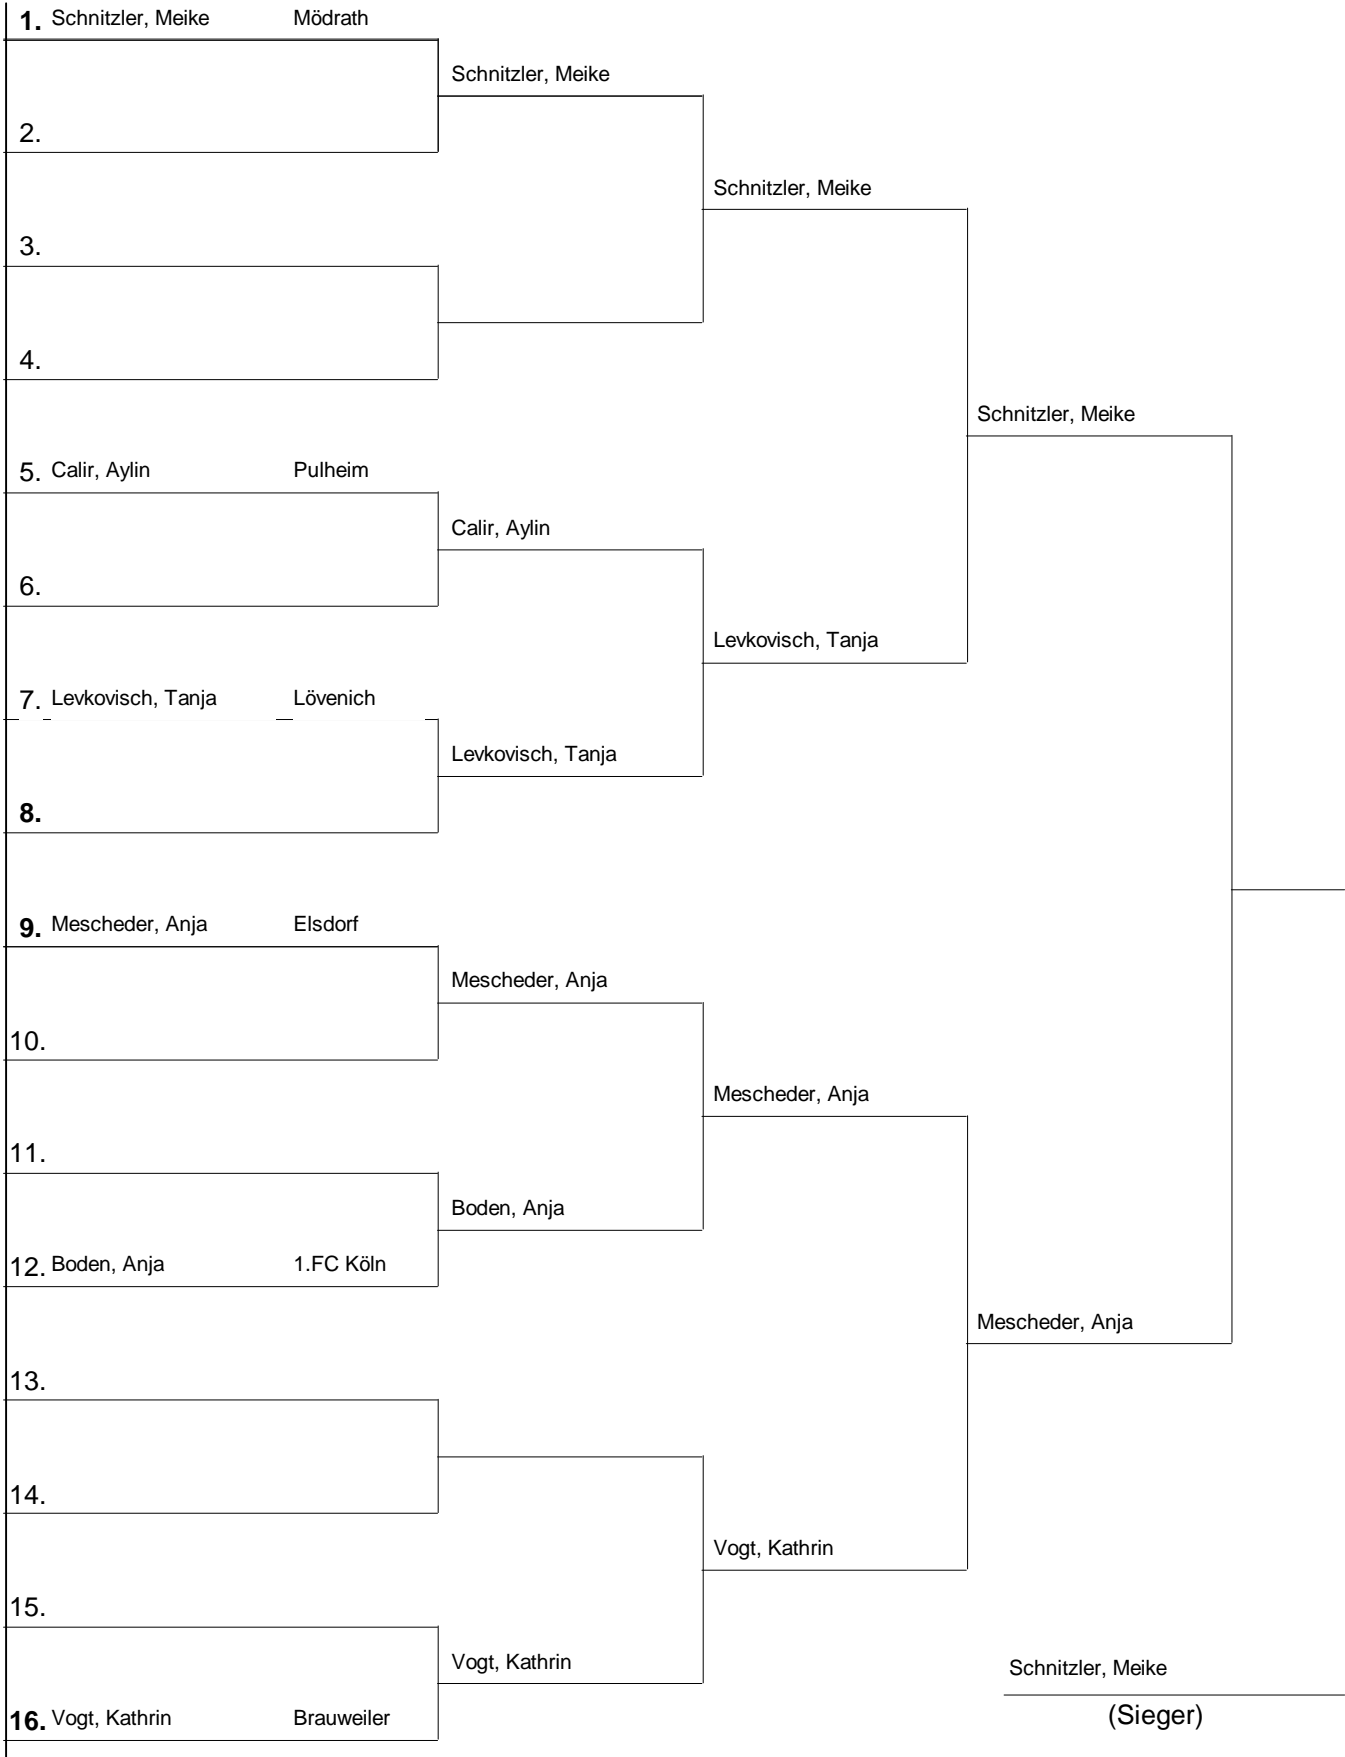 1. Schnitzler, Meike Mödrath
Schnitzler, Meike
2.
Schnitzler, Meike
3.
4.
Schnitzler, Meike
5. Calir, Aylin Pulheim
Calir, Aylin
6.
Levkovisch, Tanja
7. Levkovisch, Tanja Lövenich
Levkovisch, Tanja
8.
9. Mescheder, Anja Elsdorf
Mescheder, Anja
10.
Mescheder, Anja
11.
Boden, Anja
12. Boden, Anja 1.FC Köln
Mescheder, Anja
13.
14.
Vogt, Kathrin
15.
Vogt, Kathrin
Schnitzler, Meike
16. Vogt, Kathrin Brauweiler
(Sieger)